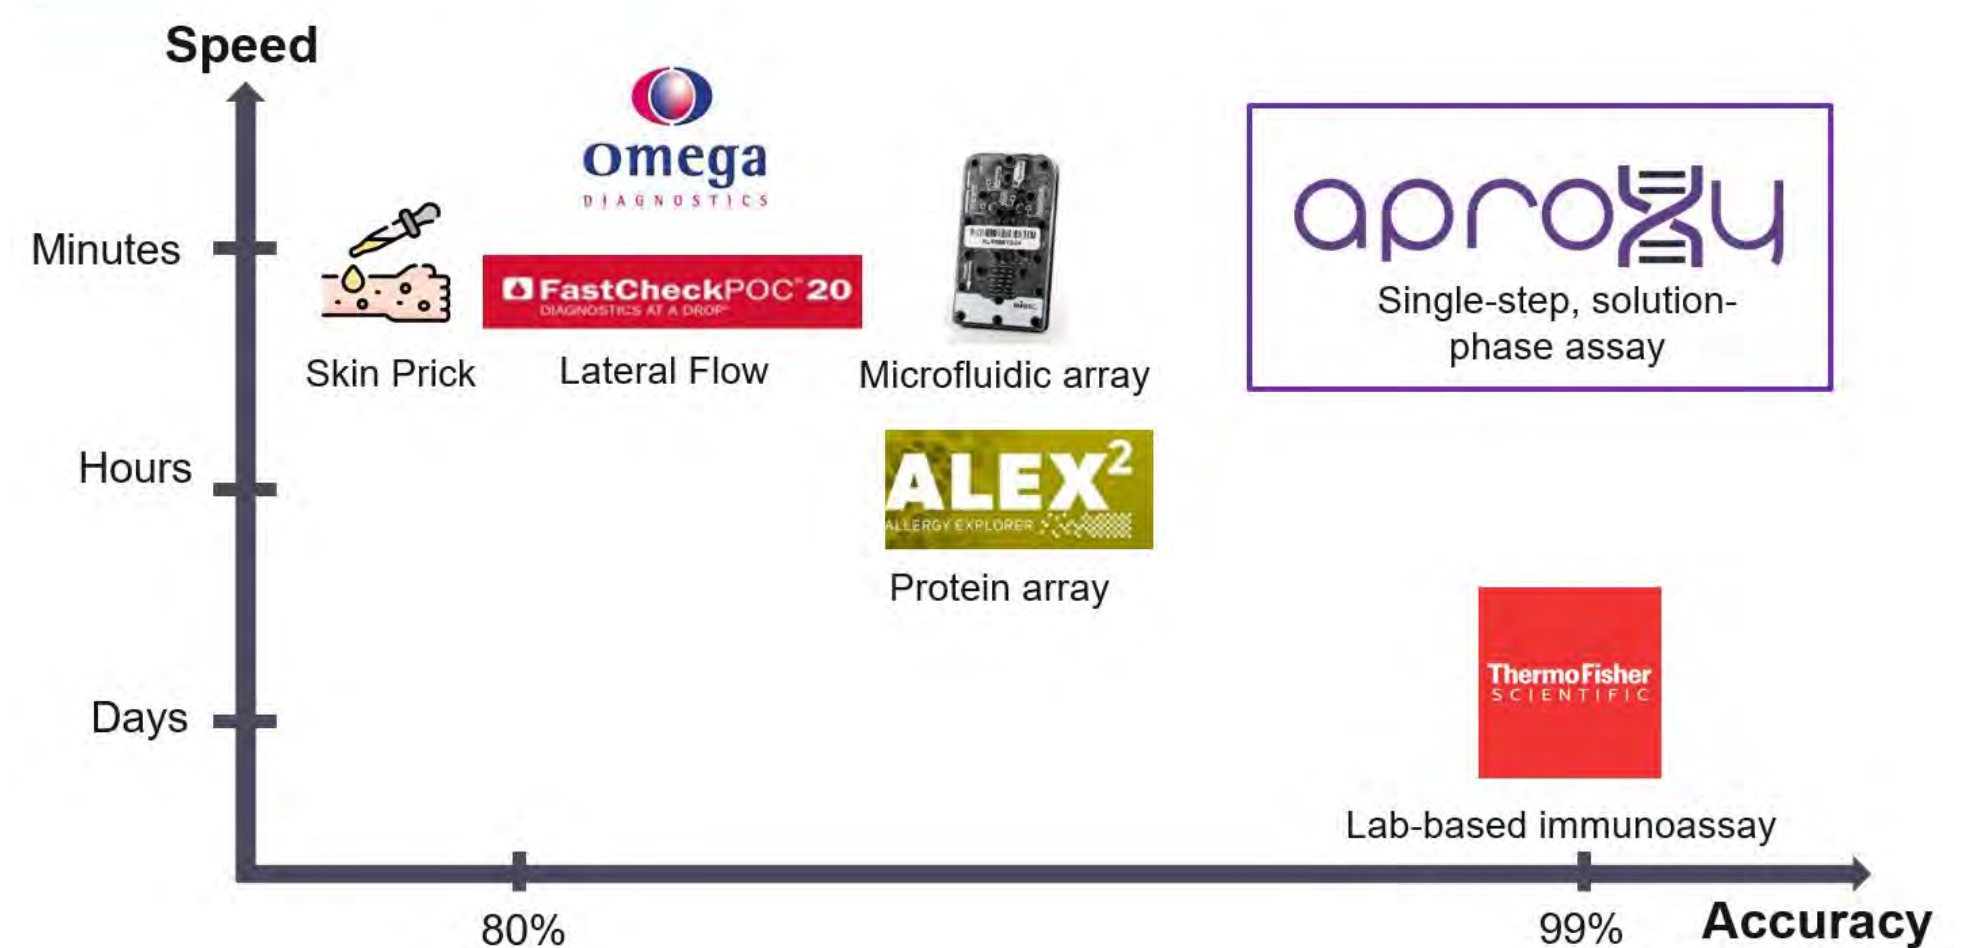 Speed
Minutes
Hours
Days
Skin Prick
omega
DIAGNOSTICS
FastCheckPOC 20
DIAGNOSTICS AT A DROP
Lateral Flow
Microfluidic array
ALEX²
ALLERGY EXPLORER
Protein array
aproxy
Single-step, solution-
phase assay
ThermoFisher
SCIENTIFIC
Lab-based immunoassay
80%
99%
Accuracy